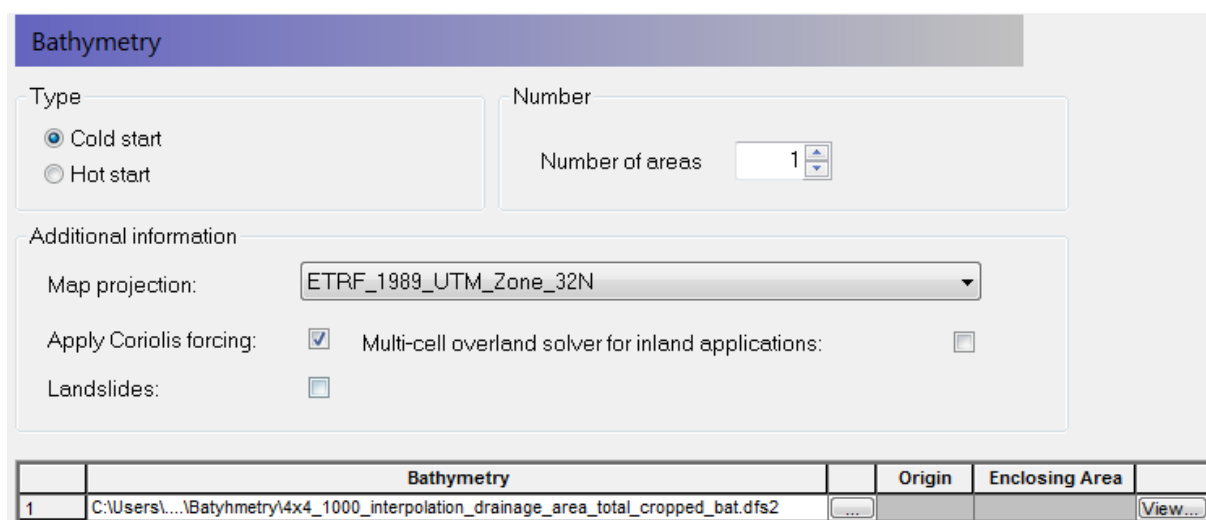 Bathymetry
Type
Cold start
Hot start
Number
Number of areas 1
Additional information
Map projection: ETRF_1989_UTM_Zone_32N
Apply Coriolis forcing: Multi-cell overland solver for inland applications:
Landslides:
Bathymetry Origin Enclosing Area
1 C:\Users\....\Batyhmetry\4x4_1000_interpolation_drainage_area_total_cropped_bat.dfs2 ... View...